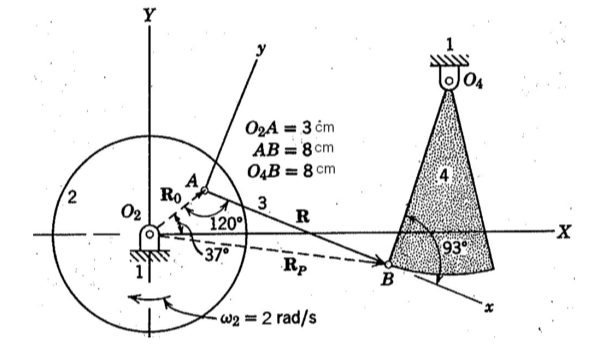 Y
1
y
O₄
O₂A = 3 cm
AB = 8 cm
O₄B = 8 cm
2
A
R₀
4
3
O₂
120°
R
X
37°
93°
1
R_P
B
x
ω₂ = 2 rad/s